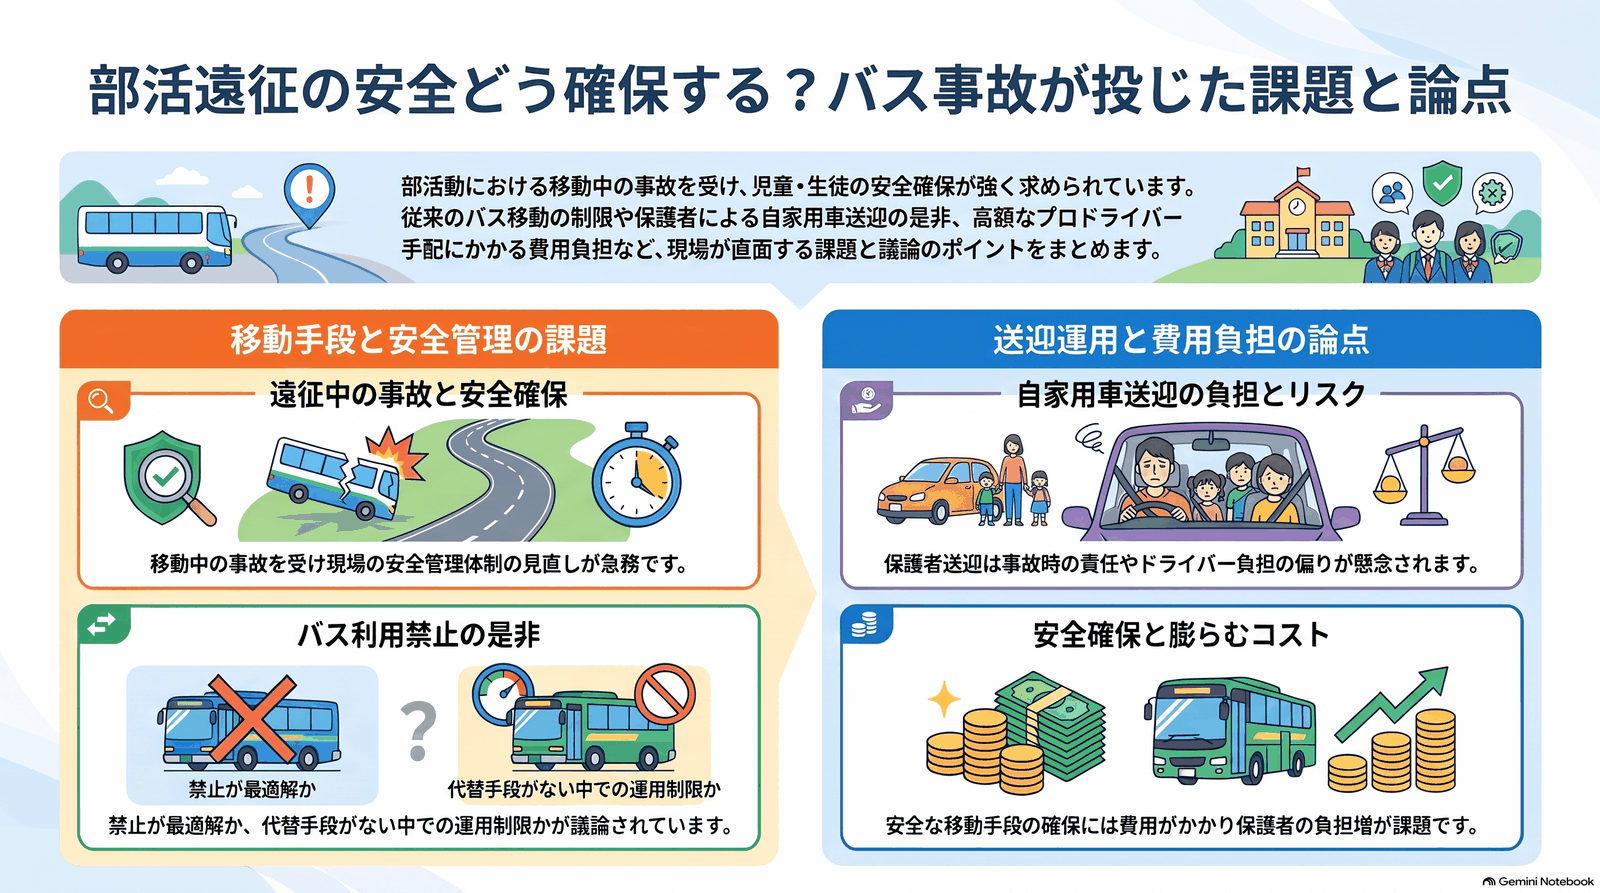 部活遠征の安全どう確保する？バス事故が投じた課題と論点
部活動における移動中の事故を受け、児童・生徒の安全確保が強く求められています。
従来のバス移動の制限や保護者による自家用車送迎の是非、高額なプロドライバー
手配にかかる費用負担など、現場が直面する課題と議論のポイントをまとめます。
移動手段と安全管理の課題
遠征中の事故と安全確保
移動中の事故を受け現場の安全管理体制の見直しが急務です。
バス利用禁止の是非
?
禁止が最適解か
代替手段がない中での運用制限か
禁止が最適解か、代替手段がない中での運用制限かが議論されています。
送迎運用と費用負担の論点
自家用車送迎の負担とリスク
保護者送迎は事故時の責任やドライバー負担の偏りが懸念されます。
安全確保と膨らむコスト
安全な移動手段の確保には費用がかかり保護者の負担増が課題です。
Gemini Notebook